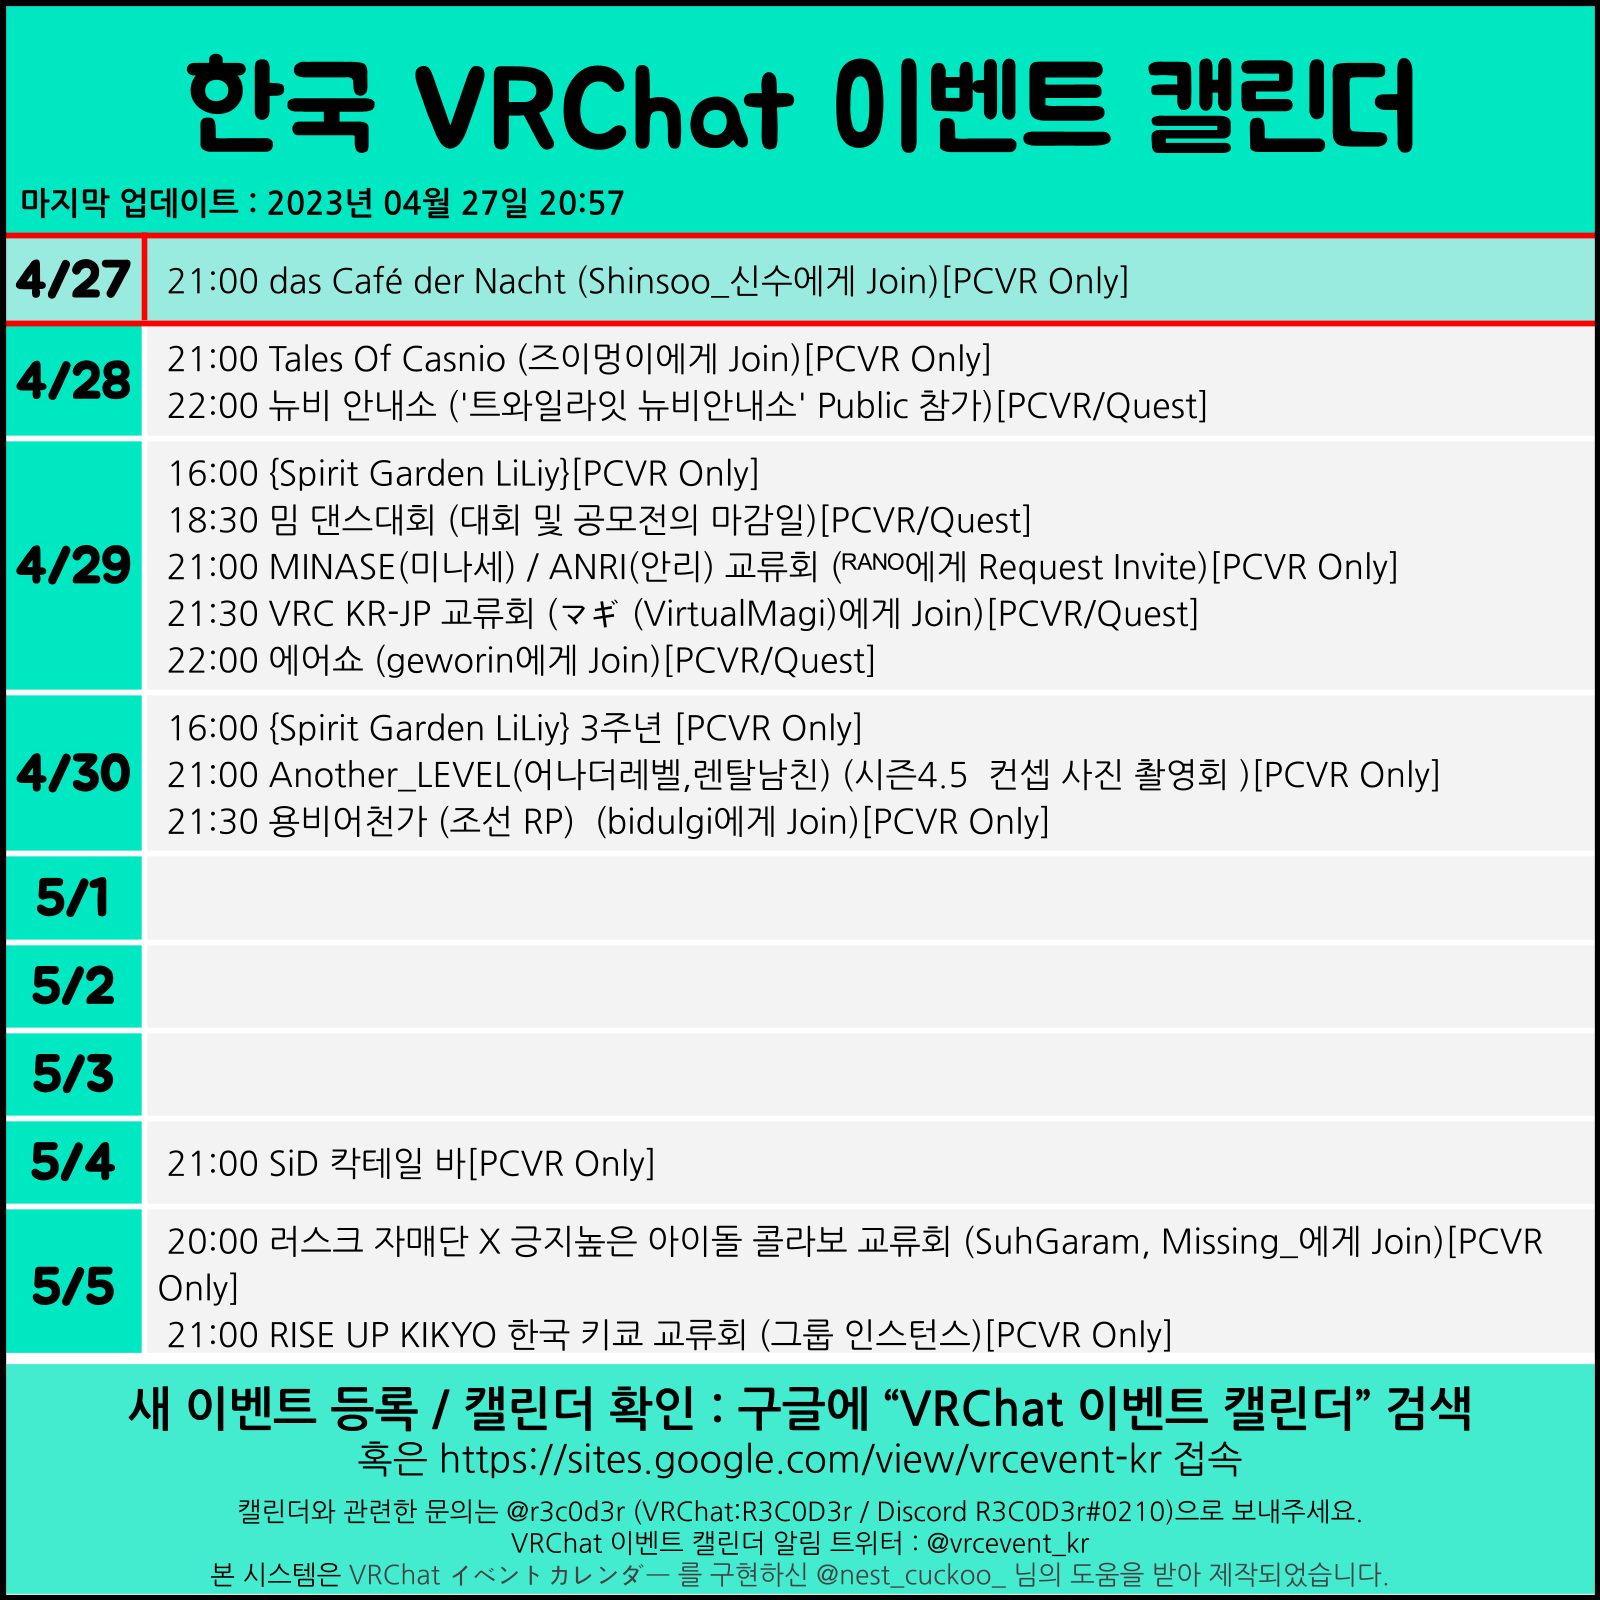 한국 VRChat 이벤트 캘린더
마지막 업데이트 : 2023년 04월 27일 20:57
4/27
21:00 das Café der Nacht (Shinsoo_신수에게 Join)[PCVR Only]
4/28
21:00 Tales Of Casnio (즈이멍이에게 Join)[PCVR Only]
22:00 뉴비 안내소 ('트와일라잇 뉴비안내소' Public 참가)[PCVR/Quest]
4/29
16:00 {Spirit Garden LiLiy}[PCVR Only]
18:30 밈 댄스대회 (대회 및 공모전의 마감일)[PCVR/Quest]
21:00 MINASE(미나세) / ANRI(안리) 교류회 (ᴿᴬᴺᴼ에게 Request Invite)[PCVR Only]
21:30 VRC KR-JP 교류회 (マギ (VirtualMagi)에게 Join)[PCVR/Quest]
22:00 에어쇼 (geworin에게 Join)[PCVR/Quest]
4/30
16:00 {Spirit Garden LiLiy} 3주년 [PCVR Only]
21:00 Another_LEVEL(어나더레벨,렌탈남친) (시즌4.5  컨셉 사진 촬영회 )[PCVR Only]
21:30 용비어천가 (조선 RP)  (bidulgi에게 Join)[PCVR Only]
5/1
5/2
5/3
5/4
21:00 SiD 칵테일 바[PCVR Only]
5/5
20:00 러스크 자매단 X 긍지높은 아이돌 콜라보 교류회 (SuhGaram, Missing_에게 Join)[PCVR
Only]
21:00 RISE UP KIKYO 한국 키쿄 교류회 (그룹 인스턴스)[PCVR Only]
새 이벤트 등록 / 캘린더 확인 : 구글에 “VRChat 이벤트 캘린더” 검색
혹은 https://sites.google.com/view/vrcevent-kr 접속
캘린더와 관련한 문의는 @r3c0d3r (VRChat:R3C0D3r / Discord R3C0D3r#0210)으로 보내주세요.
VRChat 이벤트 캘린더 알림 트위터 : @vrcevent_kr
본 시스템은 VRChat イベントカレンダー 를 구현하신 @nest_cuckoo_ 님의 도움을 받아 제작되었습니다.